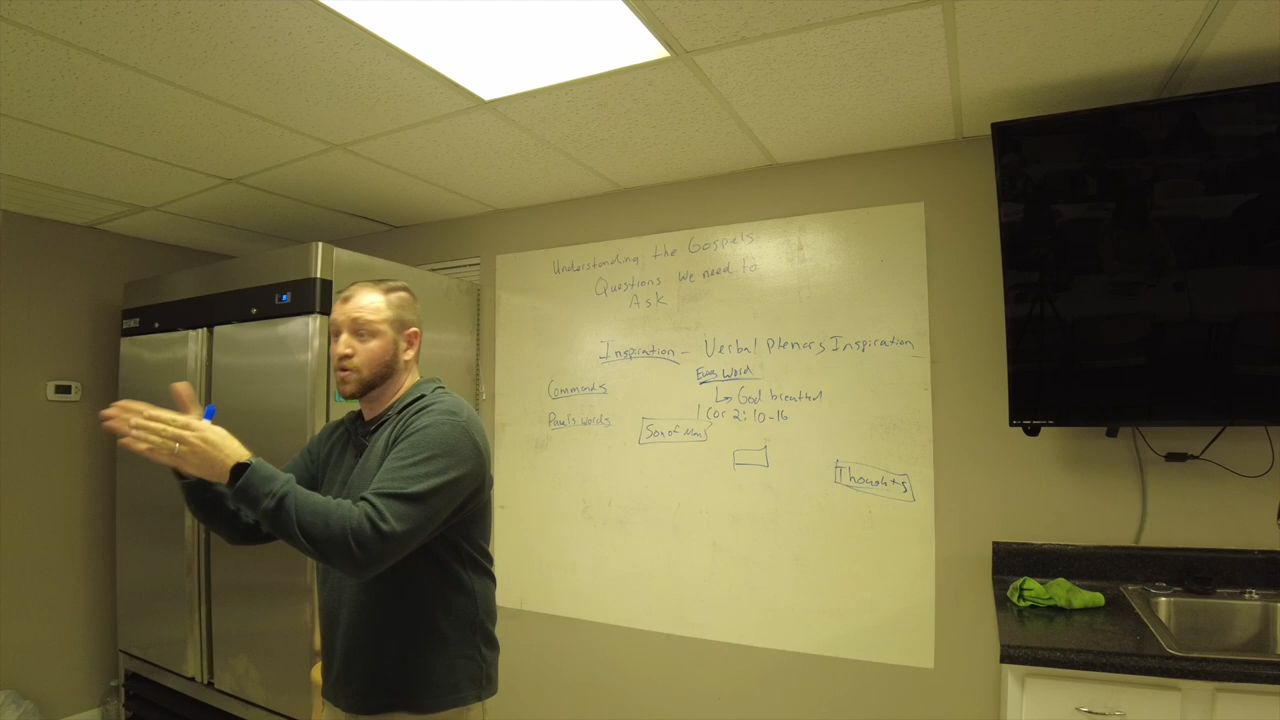 Understanding the Gospels
Questions we need to
Ask
Inspiration - Verbal Plenary Inspiration
Every word
Commands
↳ God breathed
1 Cor 2:10-16
Paul's words
Son of Man
Thoughts